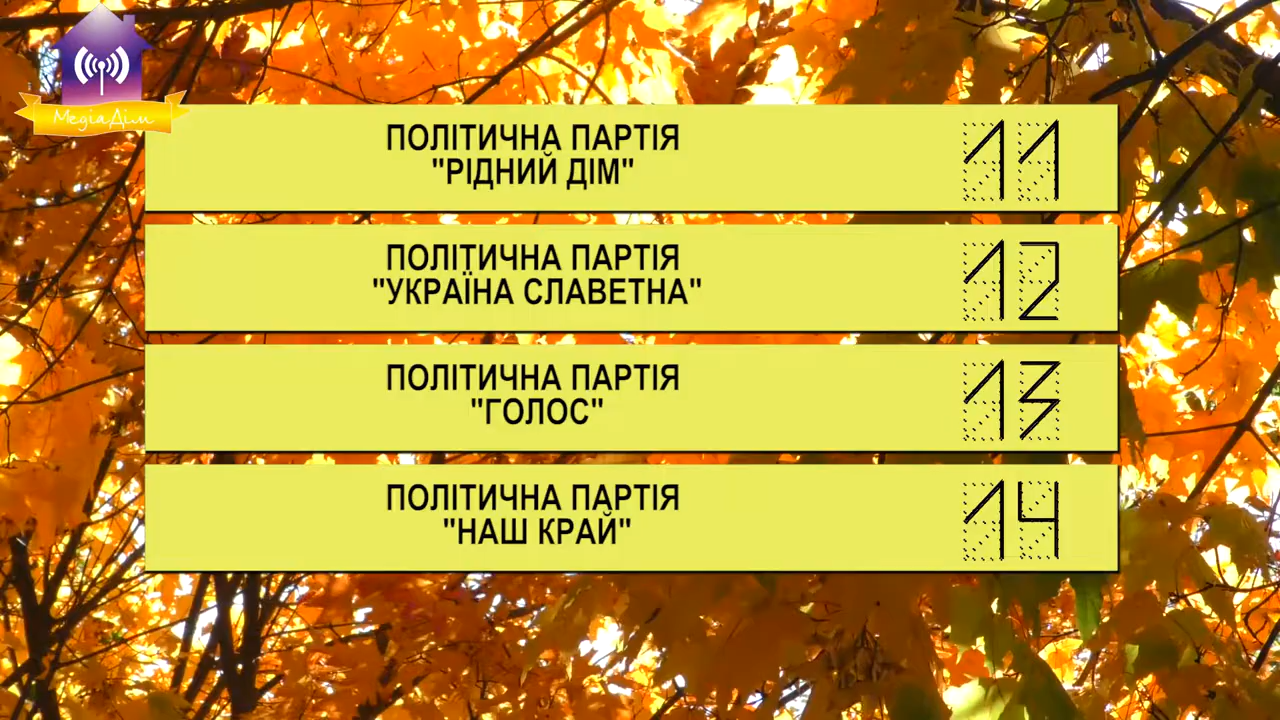 МедіаДім
ПОЛІТИЧНА ПАРТІЯ
"РІДНИЙ ДІМ"
11
ПОЛІТИЧНА ПАРТІЯ
"УКРАЇНА СЛАВЕТНА"
12
ПОЛІТИЧНА ПАРТІЯ
"ГОЛОС"
13
ПОЛІТИЧНА ПАРТІЯ
"НАШ КРАЙ"
14